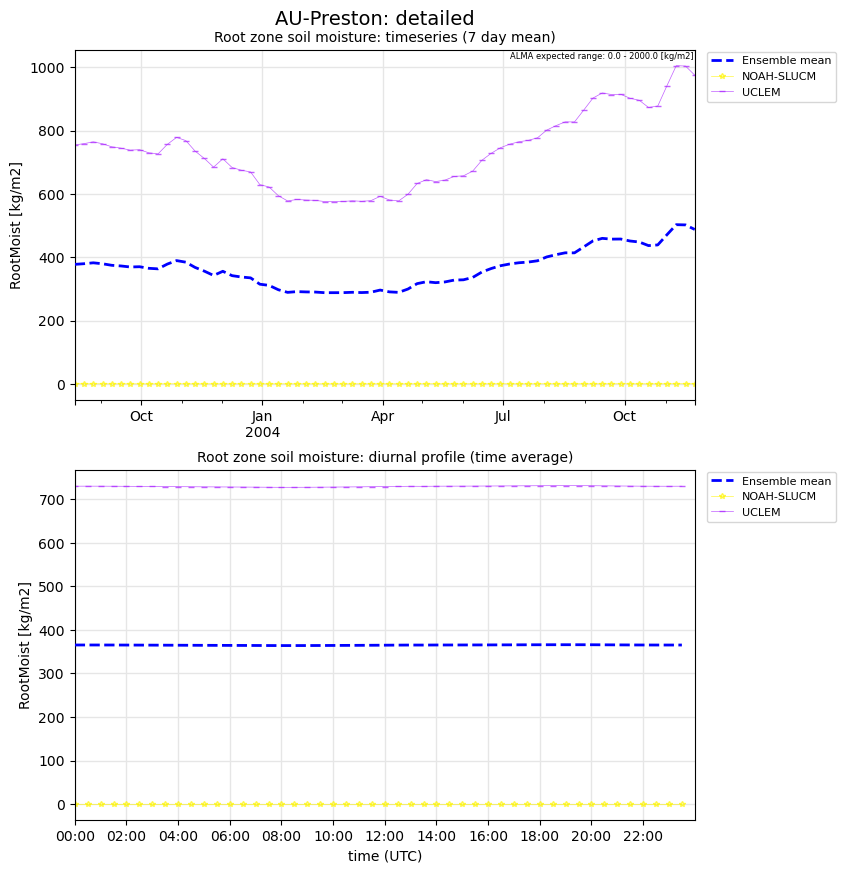 AU-Preston: detailed
Root zone soil moisture: timeseries (7 day mean)
ALMA expected range: 0.0 - 2000.0 [kg/m2]
Ensemble mean
NOAH-SLUCM
UCLEM
RootMoist [kg/m2]
1000
800
600
400
200
0
Oct Jan Apr Jul Oct
2004
Root zone soil moisture: diurnal profile (time average)
Ensemble mean
NOAH-SLUCM
UCLEM
RootMoist [kg/m2]
700
600
500
400
300
200
100
0
00:00 02:00 04:00 06:00 08:00 10:00 12:00 14:00 16:00 18:00 20:00 22:00
time (UTC)